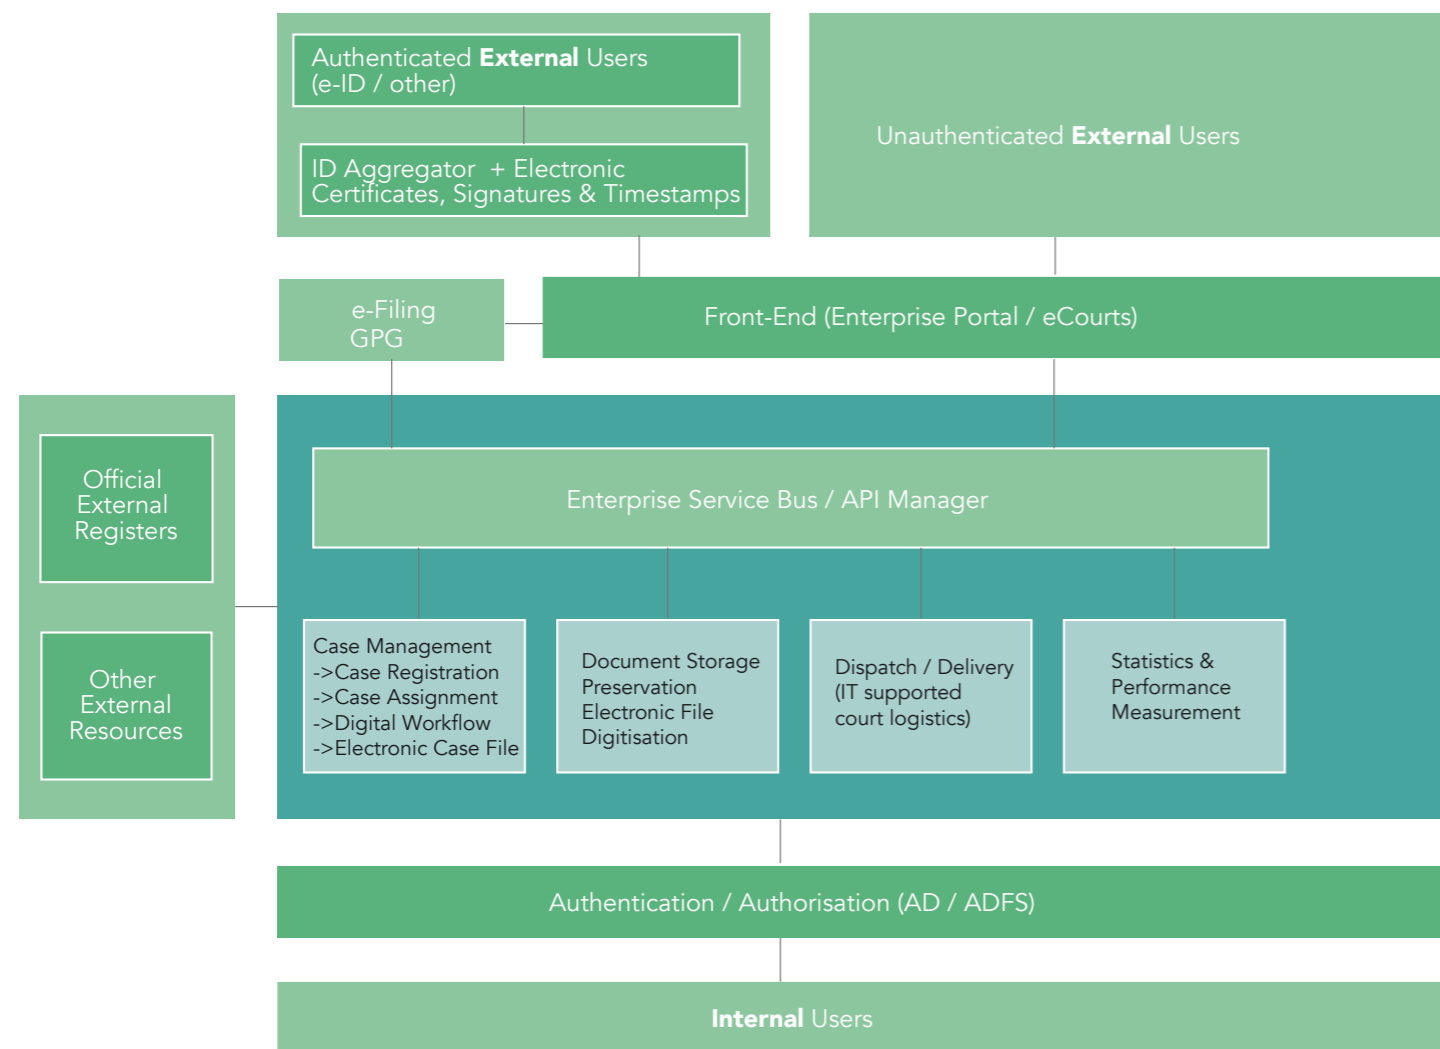 Authenticated External Users
(e-ID / other)
ID Aggregator + Electronic
Certificates, Signatures & Timestamps
Unauthenticated External Users
e-Filing
GPG
Front-End (Enterprise Portal / eCourts)
Official
External
Registers
Other
External
Resources
Enterprise Service Bus / API Manager
Case Management
->Case Registration
->Case Assignment
->Digital Workflow
->Electronic Case File
Document Storage
Preservation
Electronic File
Digitisation
Dispatch / Delivery
(IT supported
court logistics)
Statistics &
Performance
Measurement
Authentication / Authorisation (AD / ADFS)
Internal Users